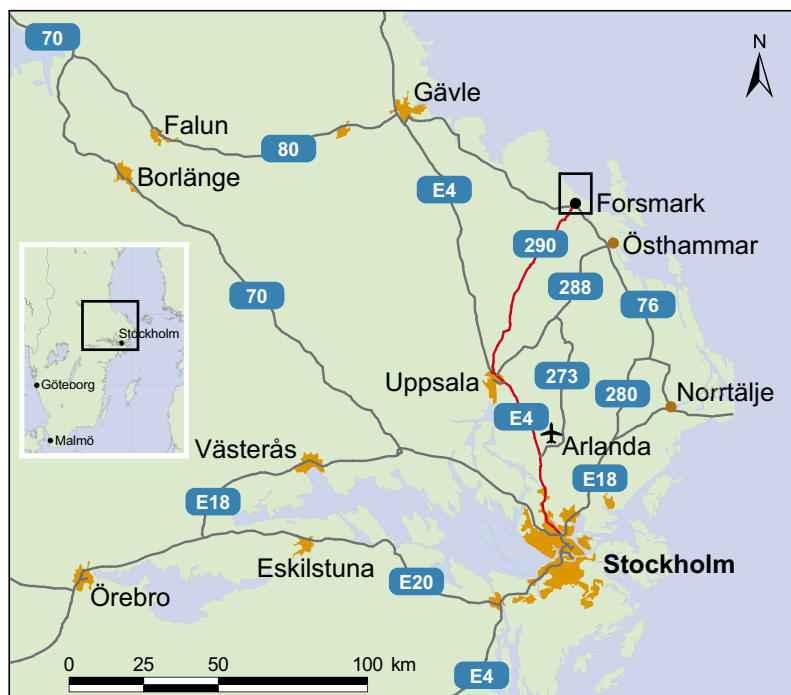 70
N
Gävle
Falun
80
Borlänge
E4
Forsmark
290
Östhammar
288
70
76
Stockholm
Göteborg
Malmö
Uppsala
273
280
Norrtälje
E4
Arlanda
Västerås
E18
E18
Eskilstuna
Stockholm
E20
Örebro
0 25 50 100 km
E4